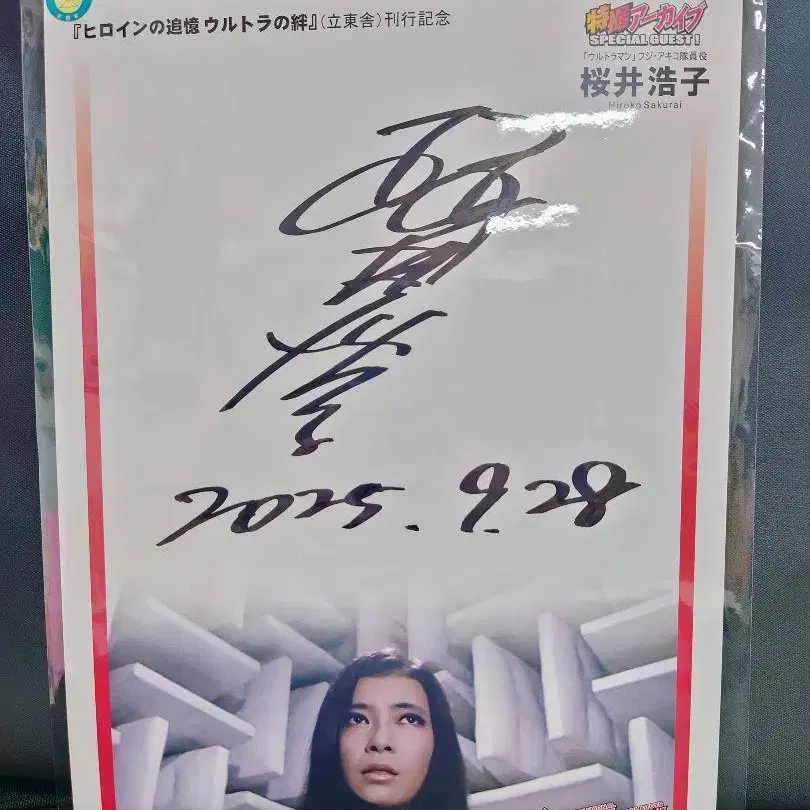 『ヒロインの追憶 ウルトラの絆』(立東舎)刊行記念
特撮アーカイブ
SPECIAL GUEST!
「ウルトラマン」フジ・アキコ隊員役
桜井浩子
Hiroko Sakurai
2025.9.28